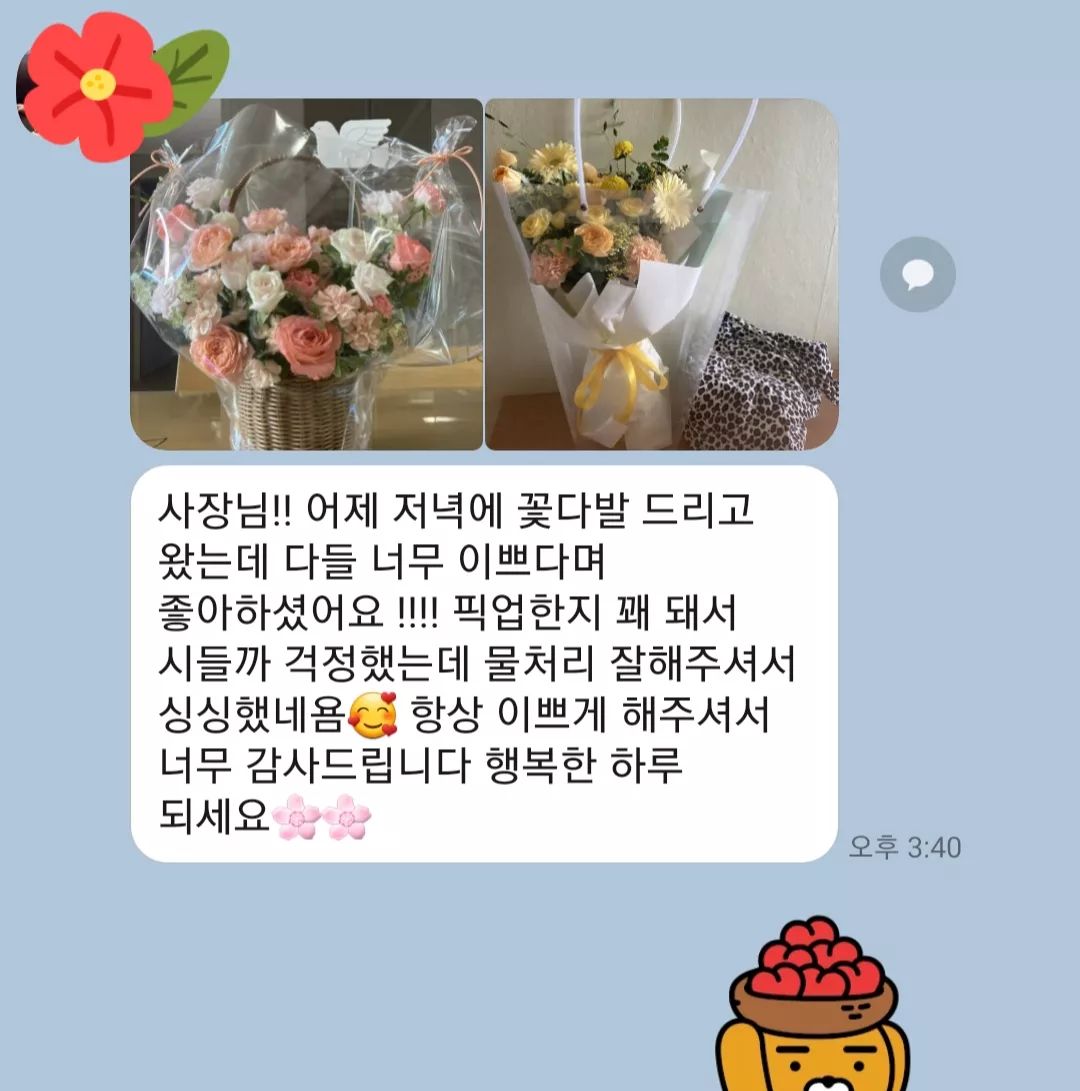 사장님!! 어제 저녁에 꽃다발 드리고
왔는데 다들 너무 이쁘다며
좋아하셨어요 !!!! 픽업한지 꽤 돼서
시들까 걱정했는데 물처리 잘해주셔서
싱싱했네욤🥰 항상 이쁘게 해주셔서
너무 감사드립니다 행복한 하루
되세요🌸🌸
오후 3:40